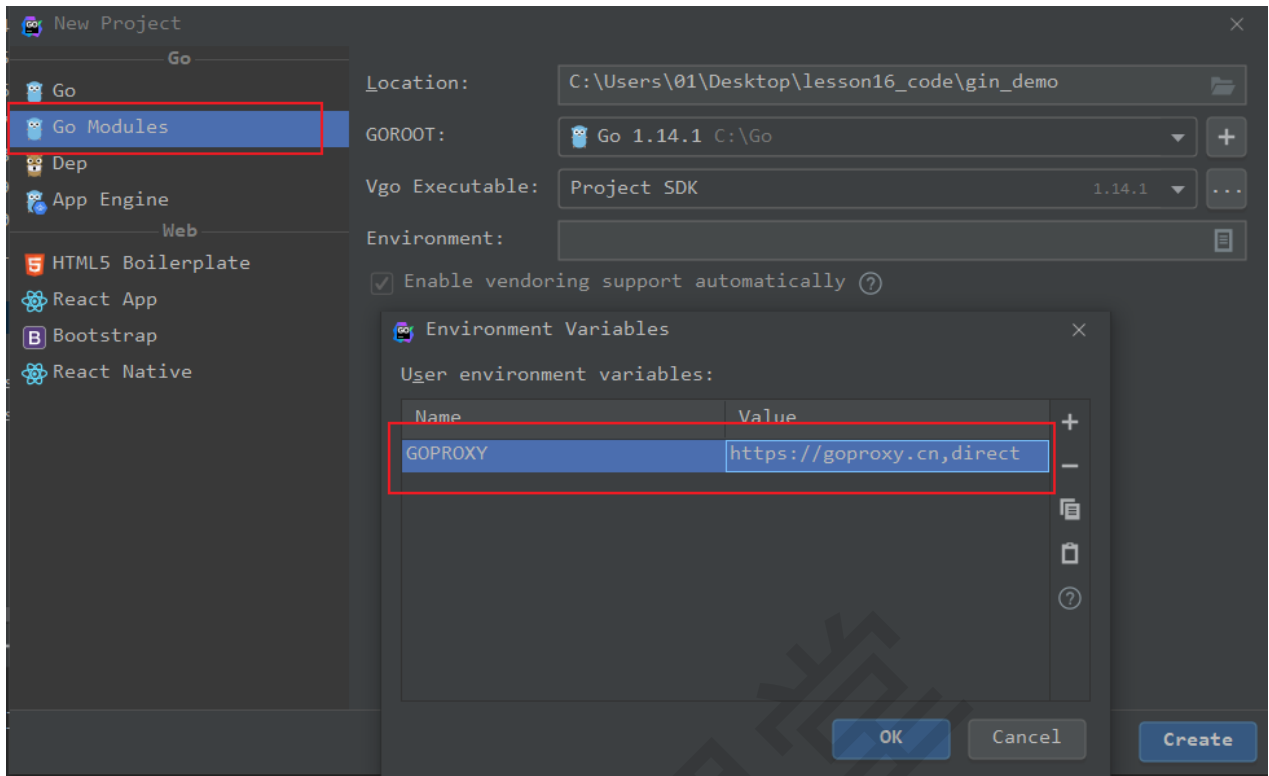 New Project
Go
Go
Go Modules
Dep
App Engine
Web
HTML5 Boilerplate
React App
Bootstrap
React Native
Location: C:\Users\01\Desktop\lesson16_code\gin_demo
GOROOT: Go 1.14.1 C:\Go
Vgo Executable: Project SDK 1.14.1
Environment:
Enable vendoring support automatically
Environment Variables
User environment variables:
Name Value
GOPROXY https://goproxy.cn,direct
OK Cancel
Create